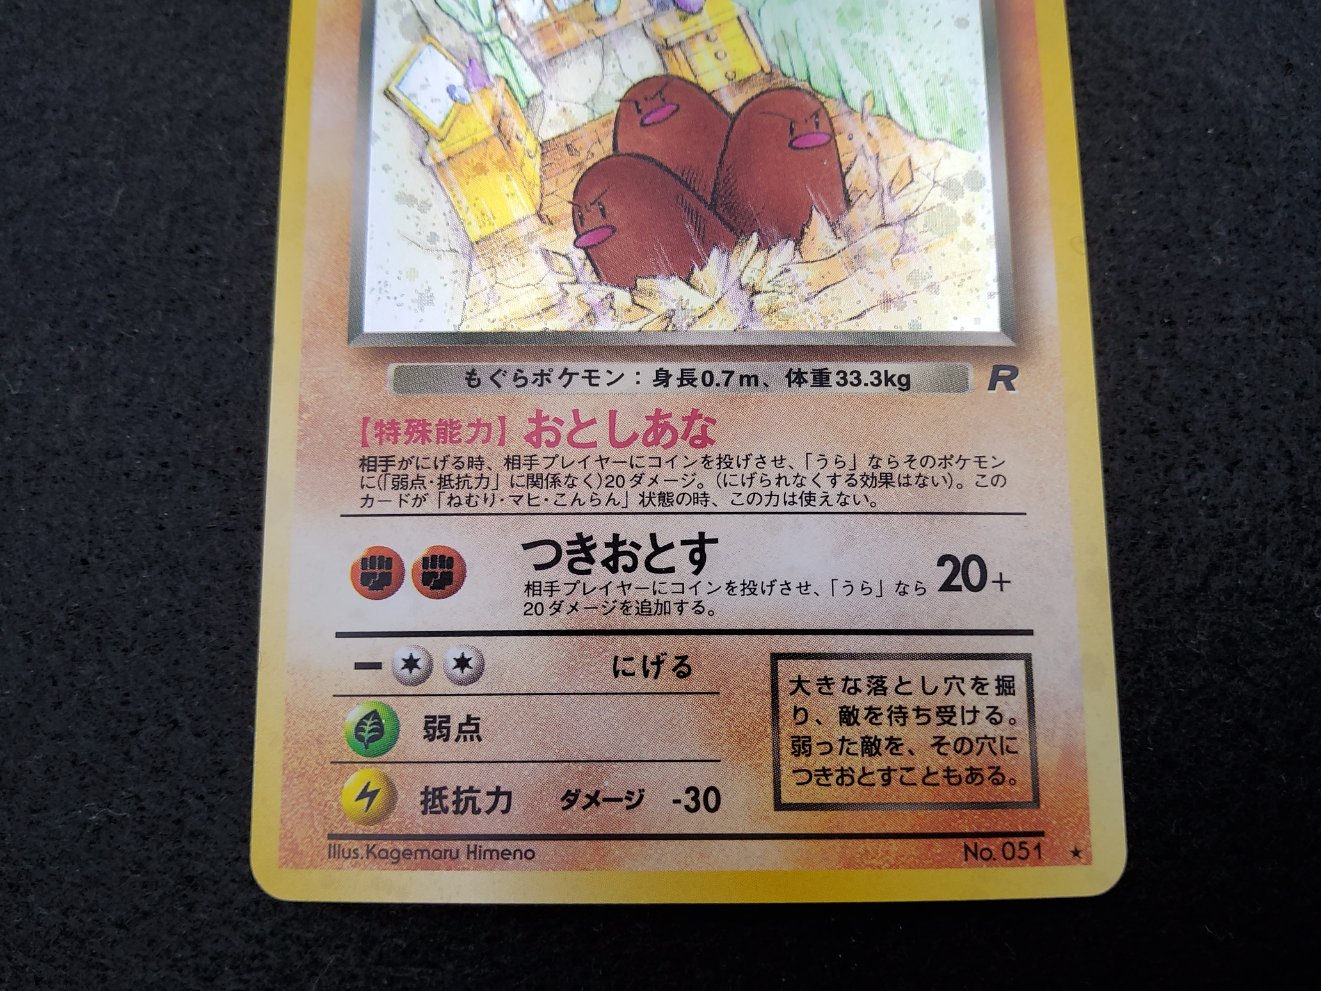 もぐらポケモン：身長0.7m、体重33.3kg
R
【特殊能力】おとしあな
相手がにげる時、相手プレイヤーにコインを投げさせ、「うら」ならそのポケモン
に(「弱点・抵抗力」に関係なく)20ダメージ。(にげられなくする効果はない)。この
カードが「ねむり・マヒ・こんらん」状態の時、この力は使えない。
つきおとす
20+
相手プレイヤーにコインを投げさせ、「うら」なら
20ダメージを追加する。
ー にげる
弱点
抵抗力 ダメージ -30
大きな落とし穴を掘
り、敵を待ち受ける。
弱った敵を、その穴に
つきおとすこともある。
Illus.Kagemaru Himeno
No. 051 ★